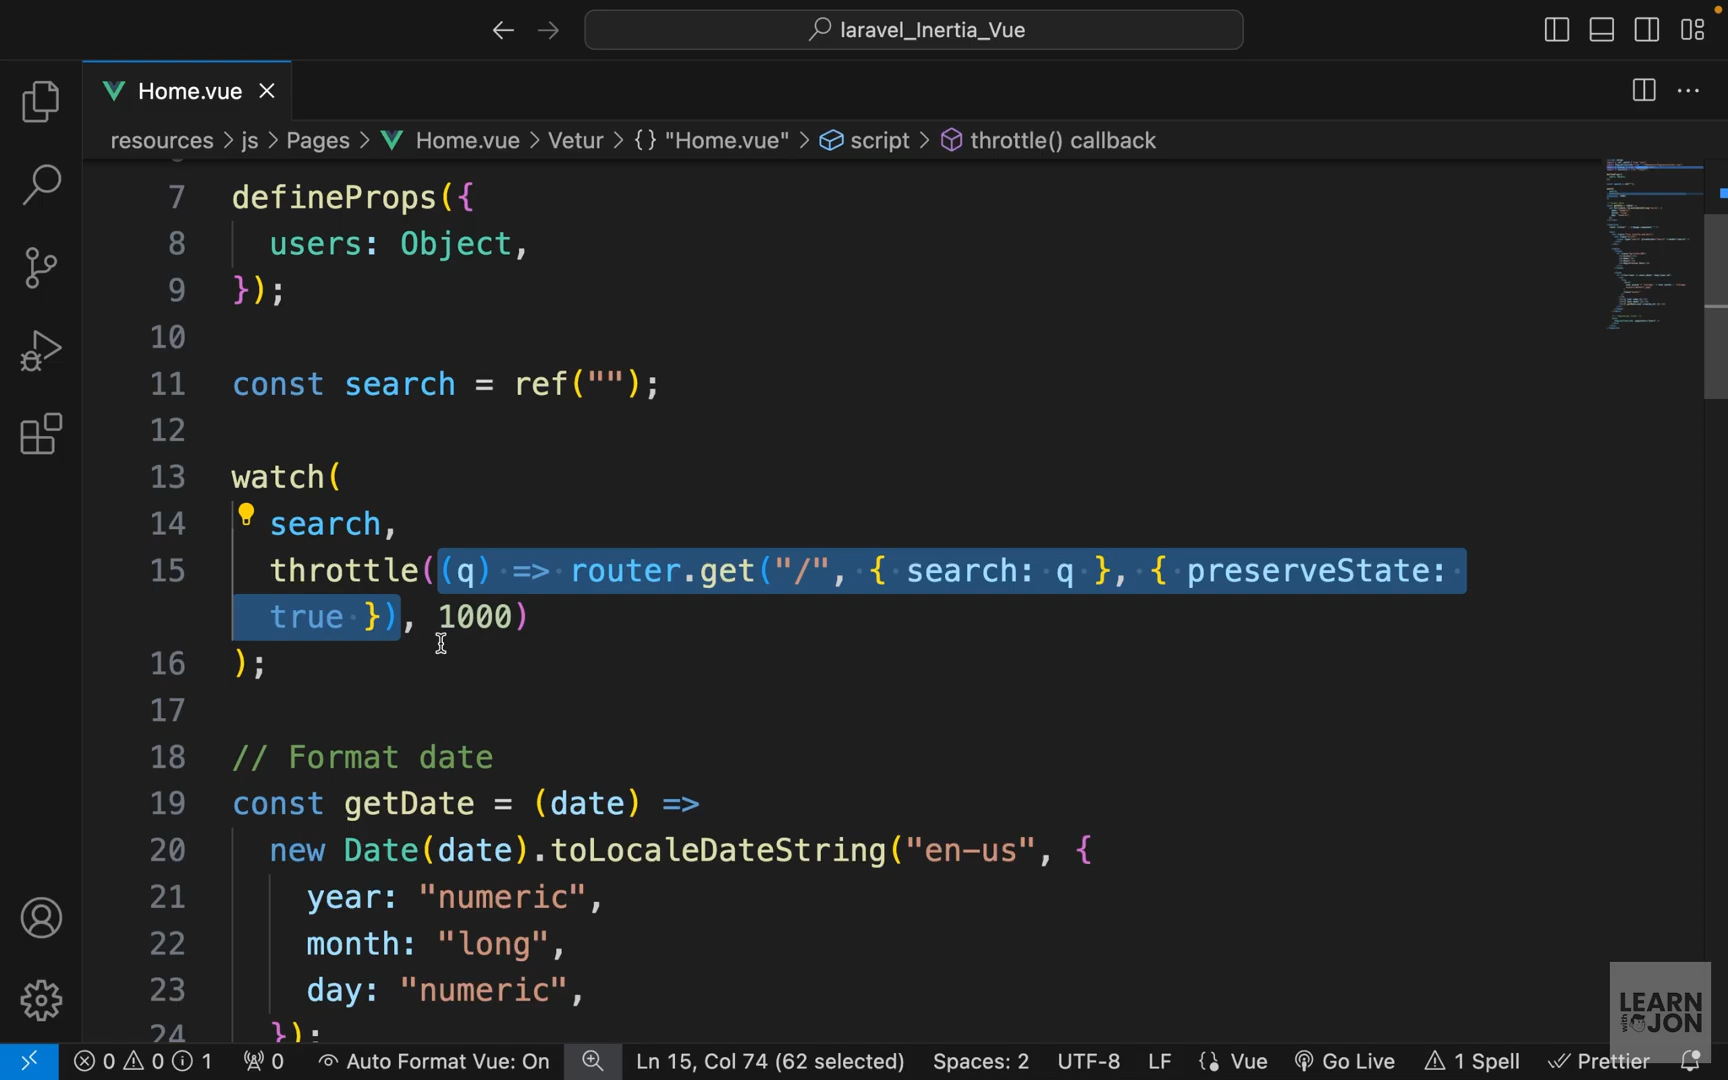 laravel_Inertia_Vue
Home.vue
resources > js > Pages > Home.vue > Vetur > {} "Home.vue" > script > throttle() callback
7 defineProps({
8 users: Object,
9 });
10
11 const search = ref("");
12
13 watch(
14 search,
15 throttle((q) => router.get("/", { search: q }, { preserveState:
true }), 1000)
16 );
17
18 // Format date
19 const getDate = (date) =>
20 new Date(date).toLocaleDateString("en-us", {
21 year: "numeric",
22 month: "long",
23 day: "numeric",
24 });
LEARN
with JON
0 0 1 0 Auto Format Vue: On Ln 15, Col 74 (62 selected) Spaces: 2 UTF-8 LF {} Vue Go Live 1 Spell Prettier